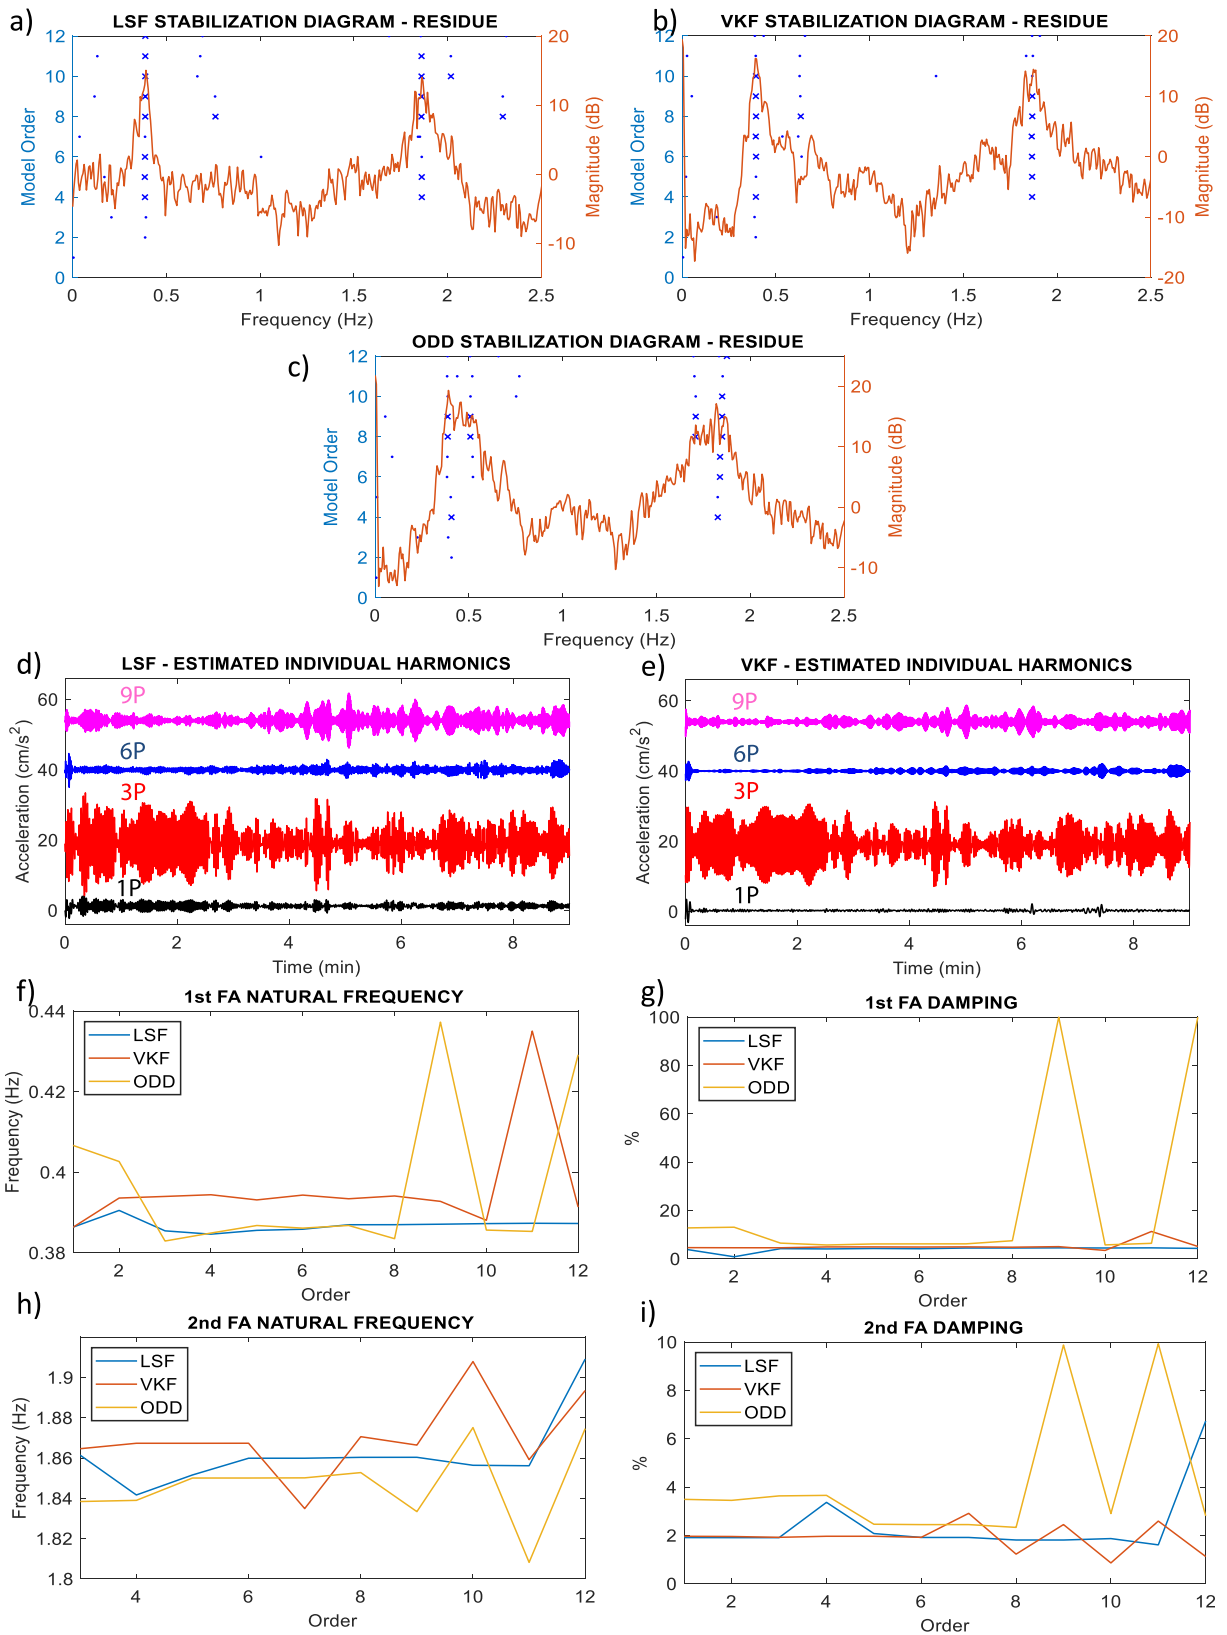 a)
LSF STABILIZATION DIAGRAM - RESIDUE
Model Order
12
10
8
6
4
2
0
20
10
0
-10
Magnitude (dB)
0
0.5
1
1.5
2
2.5
Frequency (Hz)
b)
VKF STABILIZATION DIAGRAM - RESIDUE
Model Order
12
10
8
6
4
2
0
20
10
0
-10
-20
Magnitude (dB)
0
0.5
1
1.5
2
2.5
Frequency (Hz)
c)
ODD STABILIZATION DIAGRAM - RESIDUE
Model Order
12
10
8
6
4
2
0
20
10
0
-10
Magnitude (dB)
0
0.5
1
1.5
2
2.5
Frequency (Hz)
d)
LSF - ESTIMATED INDIVIDUAL HARMONICS
Acceleration (cm/s²)
60
40
20
0
9P
6P
3P
1P
0
2
4
6
8
Time (min)
e)
VKF - ESTIMATED INDIVIDUAL HARMONICS
Acceleration (cm/s²)
60
40
20
0
9P
6P
3P
1P
0
2
4
6
8
Time (min)
f)
1st FA NATURAL FREQUENCY
Frequency (Hz)
0.44
0.42
0.4
0.38
LSF
VKF
ODD
2
4
6
8
10
12
Order
g)
1st FA DAMPING
%
100
80
60
40
20
0
LSF
VKF
ODD
2
4
6
8
10
12
Order
h)
2nd FA NATURAL FREQUENCY
Frequency (Hz)
1.9
1.88
1.86
1.84
1.82
1.8
LSF
VKF
ODD
4
6
8
10
12
Order
i)
2nd FA DAMPING
%
10
8
6
4
2
0
LSF
VKF
ODD
2
4
6
8
10
12
Order